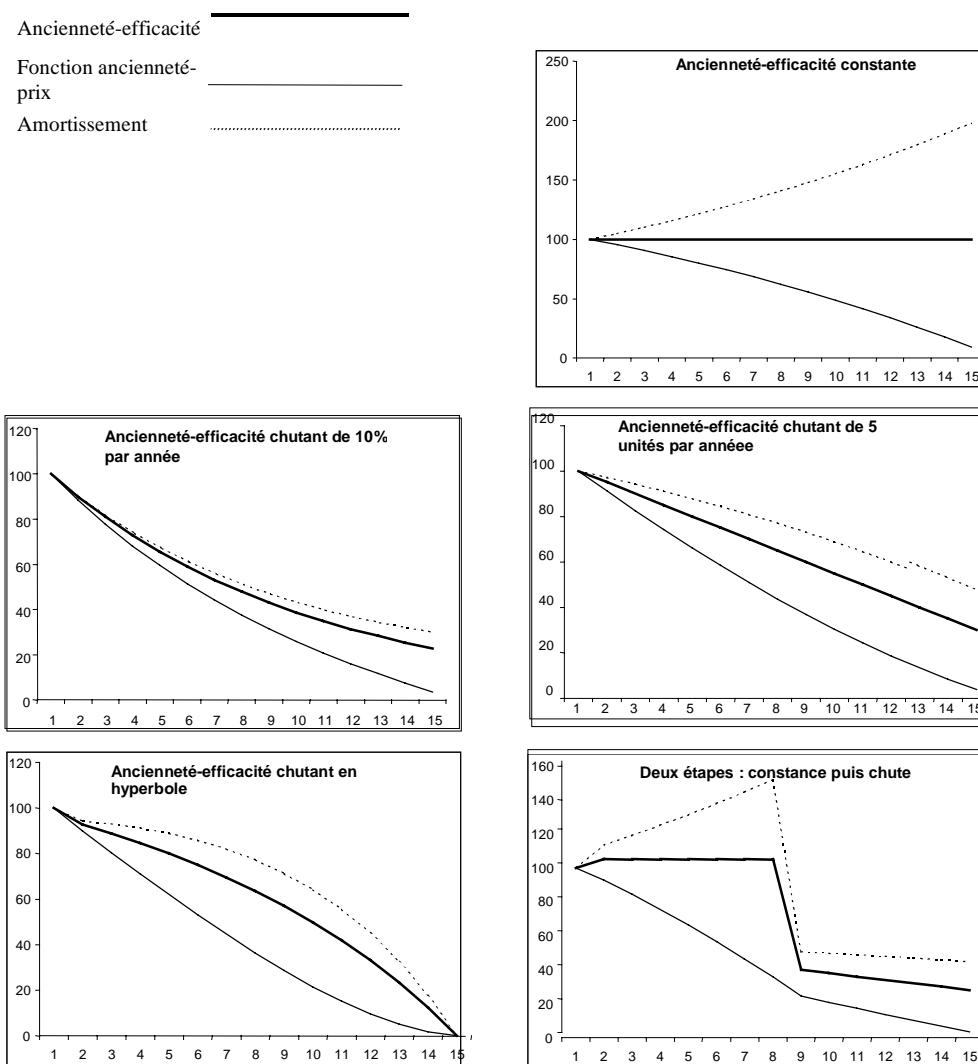 Ancienneté-efficacité
Fonction ancienneté-
prix
Amortissement
Ancienneté-efficacité constante
250
200
150
100
50
0
1 2 3 4 5 6 7 8 9 10 11 12 13 14 15
Ancienneté-efficacité chutant de 10%
par année
120
100
80
60
40
20
0
1 2 3 4 5 6 7 8 9 10 11 12 13 14 15
Ancienneté-efficacité chutant de 5
unités par annéee
120
100
80
60
40
20
0
1 2 3 4 5 6 7 8 9 10 11 12 13 14 15
Ancienneté-efficacité chutant en
hyperbole
120
100
80
60
40
20
0
1 2 3 4 5 6 7 8 9 10 11 12 13 14 15
Deux étapes : constance puis chute
160
140
120
100
80
60
40
20
0
1 2 3 4 5 6 7 8 9 10 11 12 13 14 15